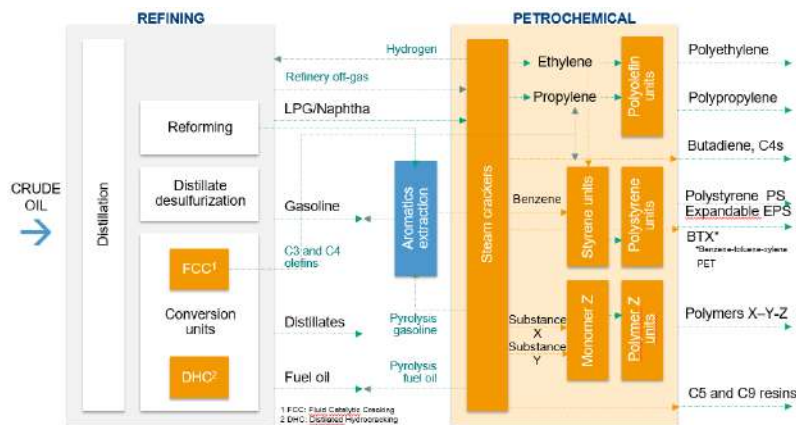 REFINING
PETROCHEMICAL
CRUDE
OIL
Distillation
Reforming
Distillate
desulfurization
FCC¹
Conversion
units
DHC²
Hydrogen
Refinery off-gas
LPG/Naphtha
Gasoline
C3 and C4
olefins
Distillates
Fuel oil
Aromatics
extraction
Pyrolysis
gasoline
Pyrolysis
fuel oil
1 FCC: Fluid Catalytic Cracking
2 DHC: Distilated Hydrocracking
Steam crackers
Ethylene
Propylene
Polyolefin
units
Benzene
Styrene units
Polystyrene
units
Substance
X
Substance
Y
Monomer Z
Polymer Z
units
Polyethylene
Polypropylene
Butadiene, C4s
Polystyrene PS
Expandable EPS
BTX*
*Benzene-toluene-xylene
PET
Polymers X–Y-Z
C5 and C9 resins